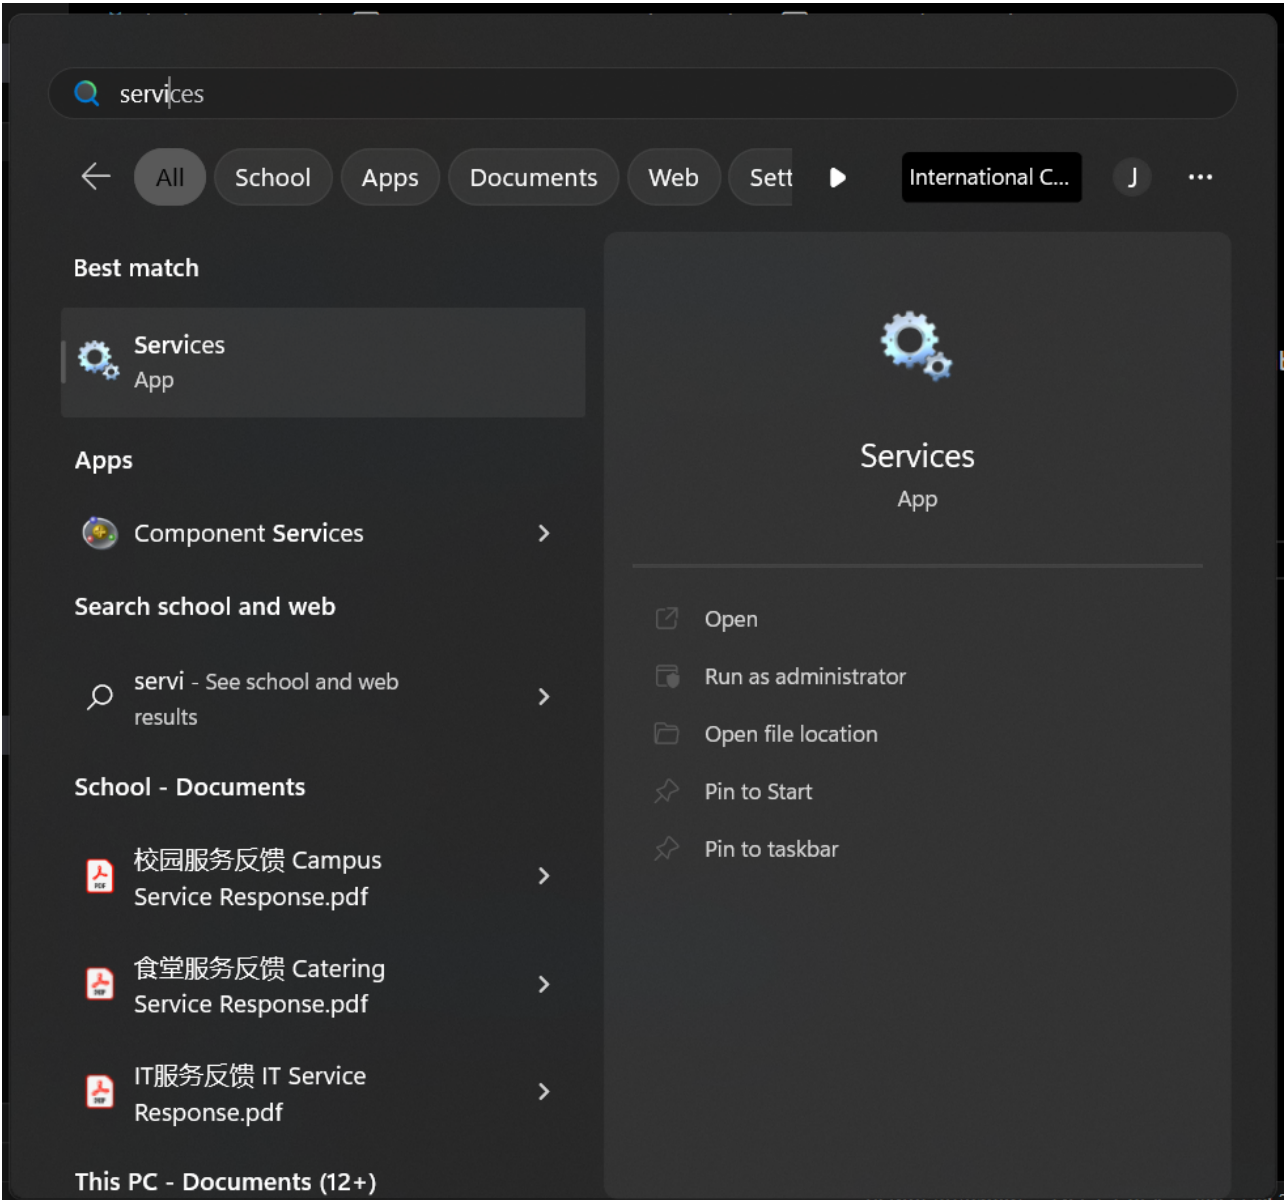 services
All
School
Apps
Documents
Web
Sett
International C...
J
Best match
Services
App
Apps
Component Services
Search school and web
servi - See school and web
results
School - Documents
校园服务反馈 Campus
Service Response.pdf
食堂服务反馈 Catering
Service Response.pdf
IT服务反馈 IT Service
Response.pdf
This PC - Documents (12+)
Services
App
Open
Run as administrator
Open file location
Pin to Start
Pin to taskbar